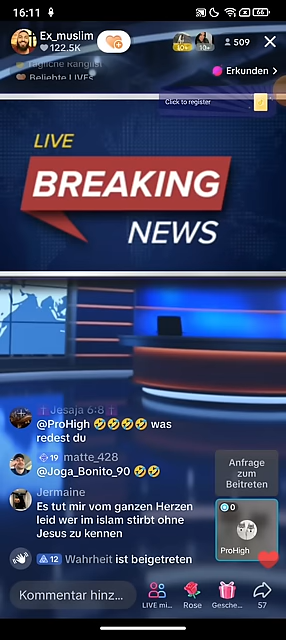 16:11
66
Ex_muslim
122.5K
10+
10+
509
Tägliche Rangliste
Beliebte LIVEs
Erkunden >
Click to register
LIVE
BREAKING
NEWS
Jesaja 6:8
@ProHigh 🤣🤣🤣🤣 was
redest du
19 matte_428
@Joga_Bonito_90 🤣🤣
Jermaine
Es tut mir vom ganzen Herzen
leid wer im islam stirbt ohne
Jesus zu kennen
12 Wahrheit ist beigetreten
Anfrage
zum
Beitreten
0
ProHigh
Kommentar hinz...
LIVE mi...
Rose
Gesche...
57